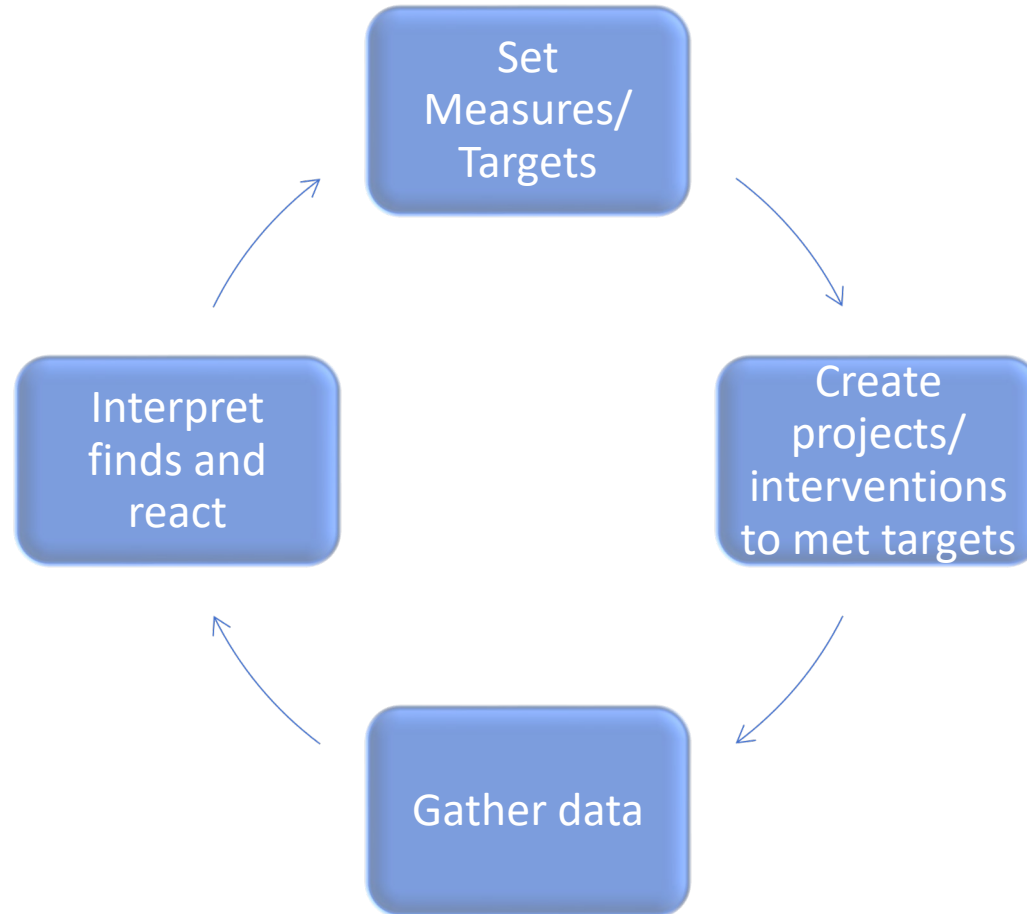 Set
Measures/
Targets
Create
projects/
interventions
to met targets
Gather data
Interpret
finds and
react